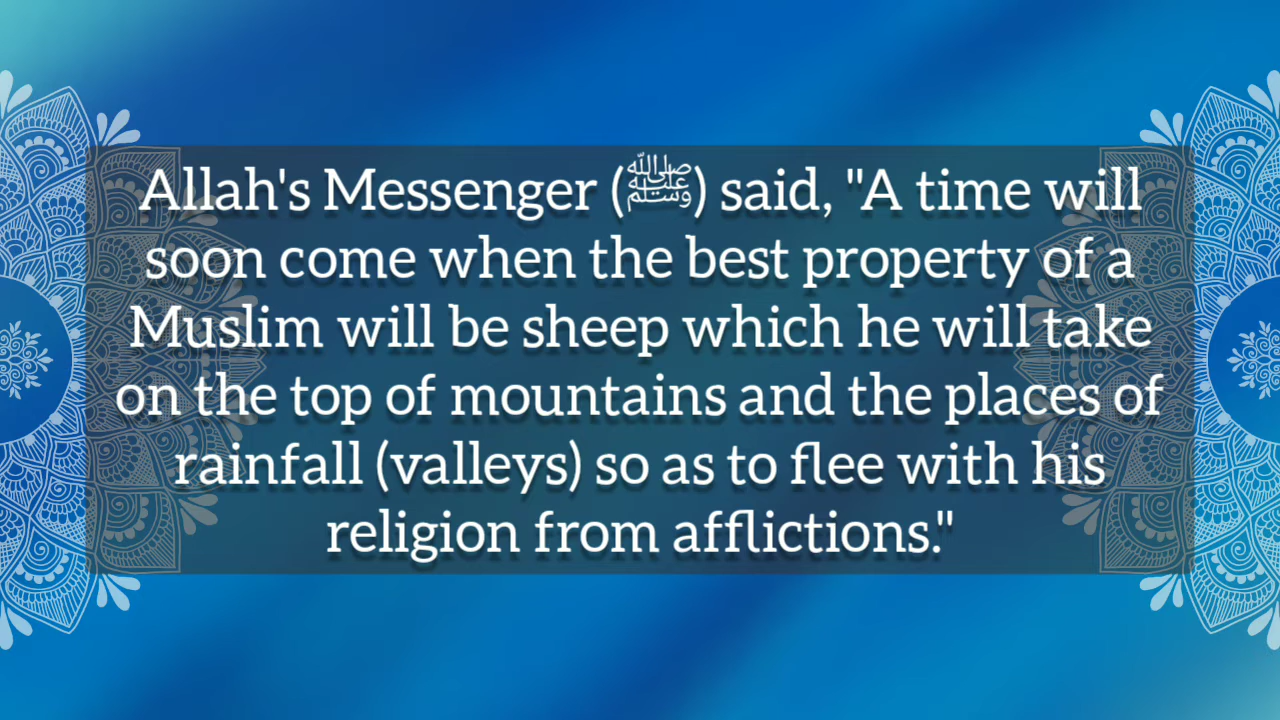 Allah's Messenger (ﷺ) said, "A time will
soon come when the best property of a
Muslim will be sheep which he will take
on the top of mountains and the places of
rainfall (valleys) so as to flee with his
religion from afflictions."